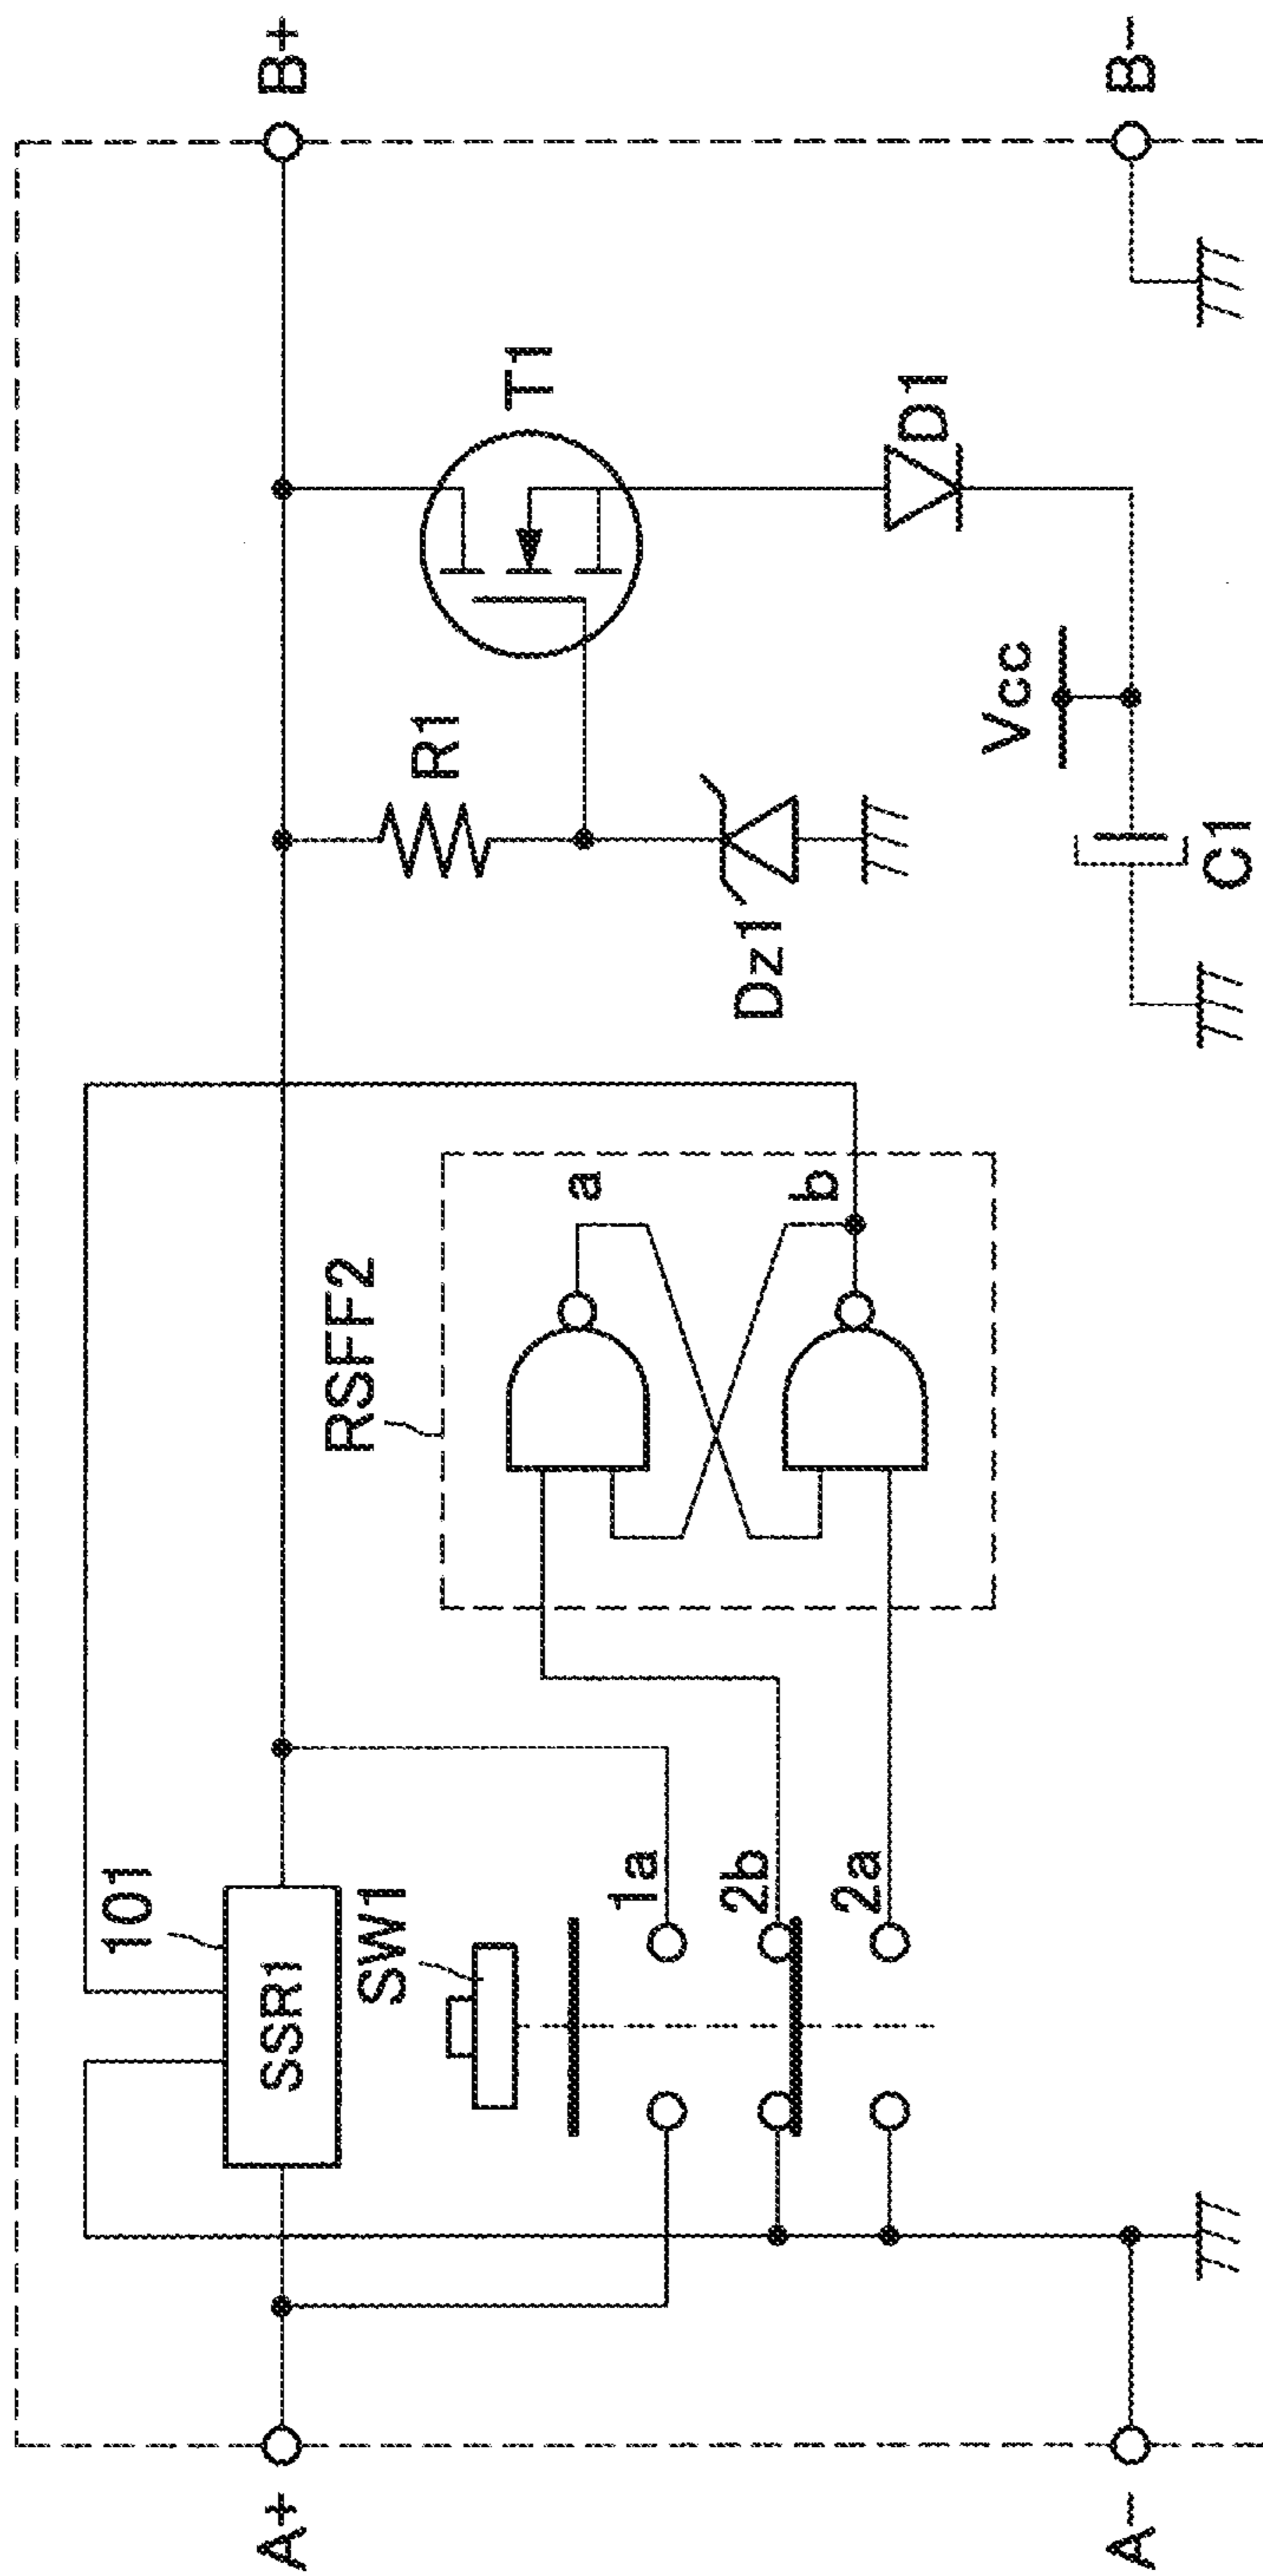 A+
B+
101
SSR1
SW1
1a
2b
2a
RSFF2
a
b
R1
T1
Dz1
D1
Vcc
C1
A-
B-